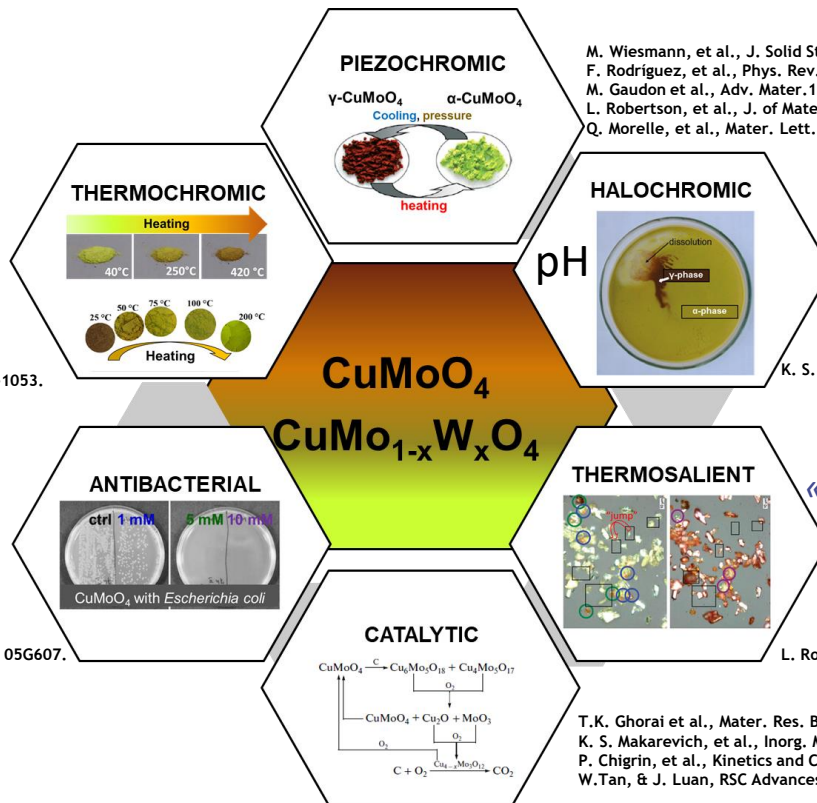 PIEZOCHROMIC
γ-CuMoO₄ α-CuMoO₄
Cooling, pressure
heating
M. Wiesmann, et al., J. Solid St
F. Rodríguez, et al., Phys. Rev.
M. Gaudon et al., Adv. Mater.1
L. Robertson, et al., J. of Mate
Q. Morelle, et al., Mater. Lett.
THERMOCHROMIC
Heating
40°C 250°C 420 °C
25 °C 50 °C 75 °C 100 °C 200 °C
Heating
1053.
HALOCHROMIC
pH
dissolution
γ-phase
α-phase
K. S.
CuMoO₄
CuMo₁₋ₓWₓO₄
ANTIBACTERIAL
ctrl 1 mM 5 mM 10 mM
CuMoO₄ with Escherichia coli
05G607.
THERMOSALIENT
"jump"
«
L. Ro
CATALYTIC
CuMoO₄ C Cu₆Mo₅O₁₈ + Cu₄Mo₅O₁₇
O₂
CuMoO₄ + Cu₂O + MoO₃
O₂ O₂
Cu₄₋ₓMo₃O₁₂
C + O₂ CO₂
T.K. Ghorai et al., Mater. Res. B
K. S. Makarevich, et al., Inorg. M
P. Chigrin, et al., Kinetics and C
W.Tan, & J. Luan, RSC Advances